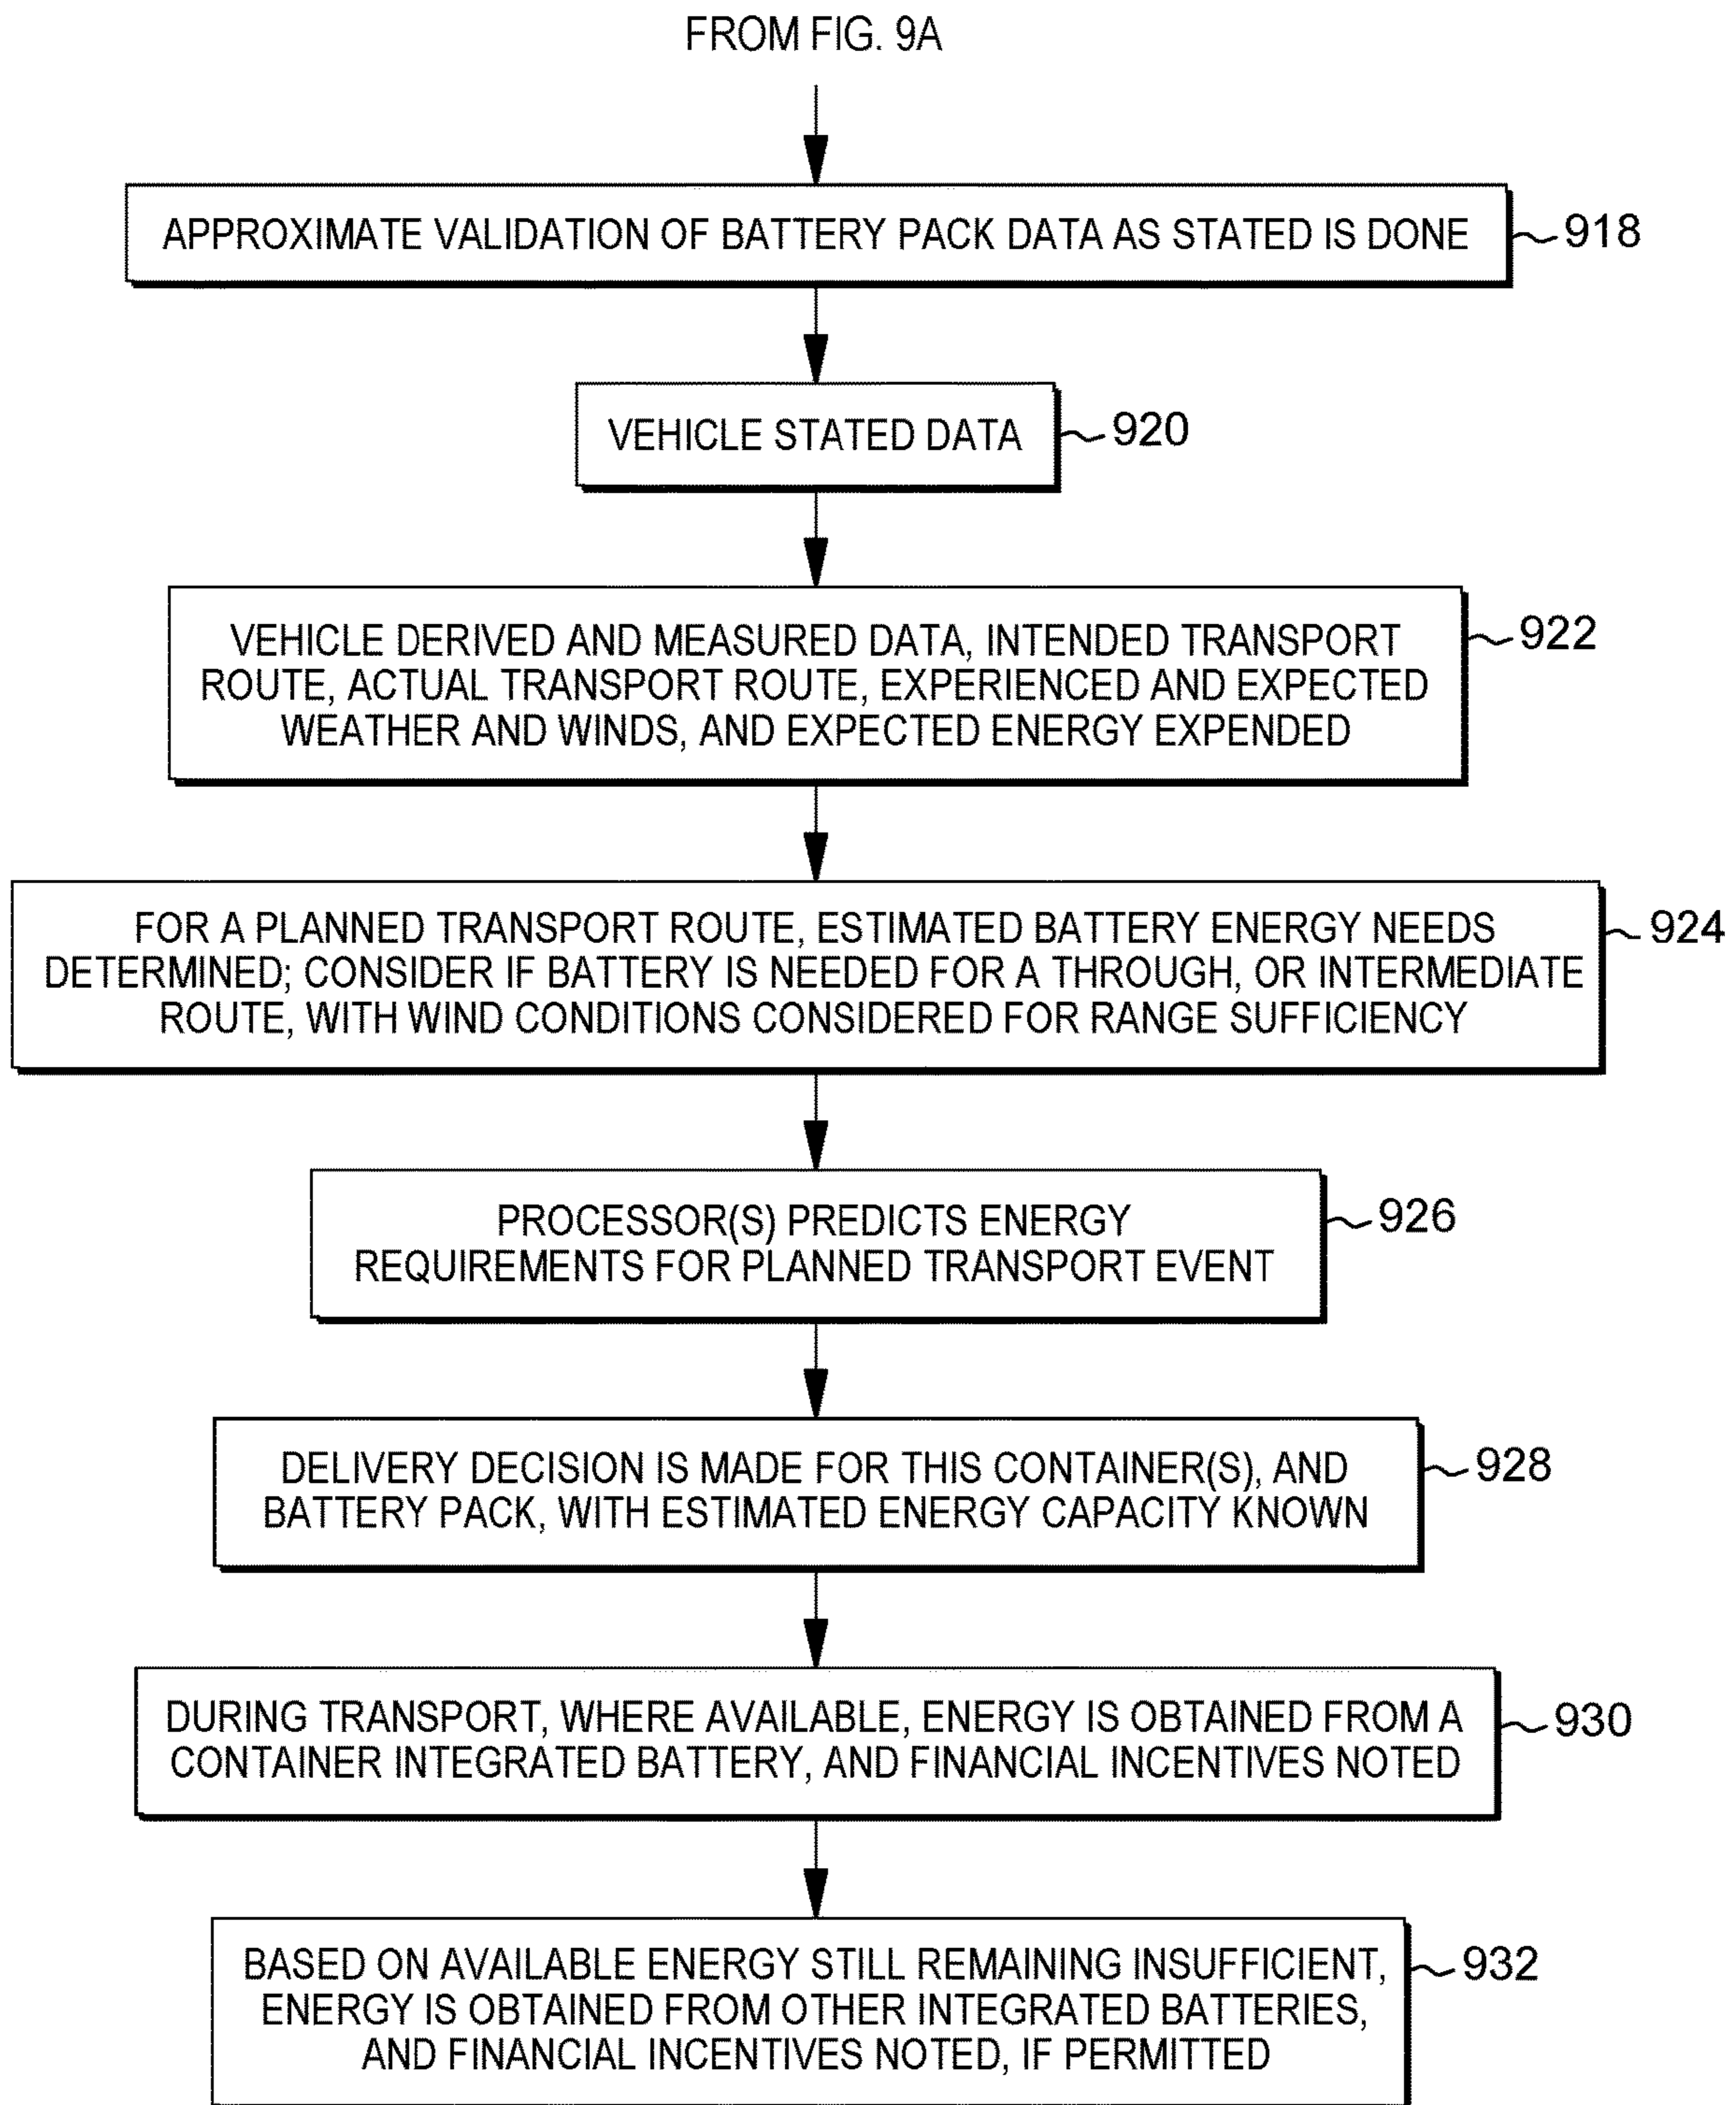 FROM FIG. 9A
APPROXIMATE VALIDATION OF BATTERY PACK DATA AS STATED IS DONE
918
VEHICLE STATED DATA
920
VEHICLE DERIVED AND MEASURED DATA, INTENDED TRANSPORT
ROUTE, ACTUAL TRANSPORT ROUTE, EXPERIENCED AND EXPECTED
WEATHER AND WINDS, AND EXPECTED ENERGY EXPENDED
922
FOR A PLANNED TRANSPORT ROUTE, ESTIMATED BATTERY ENERGY NEEDS
DETERMINED; CONSIDER IF BATTERY IS NEEDED FOR A THROUGH, OR INTERMEDIATE
ROUTE, WITH WIND CONDITIONS CONSIDERED FOR RANGE SUFFICIENCY
924
PROCESSOR(S) PREDICTS ENERGY
REQUIREMENTS FOR PLANNED TRANSPORT EVENT
926
DELIVERY DECISION IS MADE FOR THIS CONTAINER(S), AND
BATTERY PACK, WITH ESTIMATED ENERGY CAPACITY KNOWN
928
DURING TRANSPORT, WHERE AVAILABLE, ENERGY IS OBTAINED FROM A
CONTAINER INTEGRATED BATTERY, AND FINANCIAL INCENTIVES NOTED
930
BASED ON AVAILABLE ENERGY STILL REMAINING INSUFFICIENT,
ENERGY IS OBTAINED FROM OTHER INTEGRATED BATTERIES,
AND FINANCIAL INCENTIVES NOTED, IF PERMITTED
932